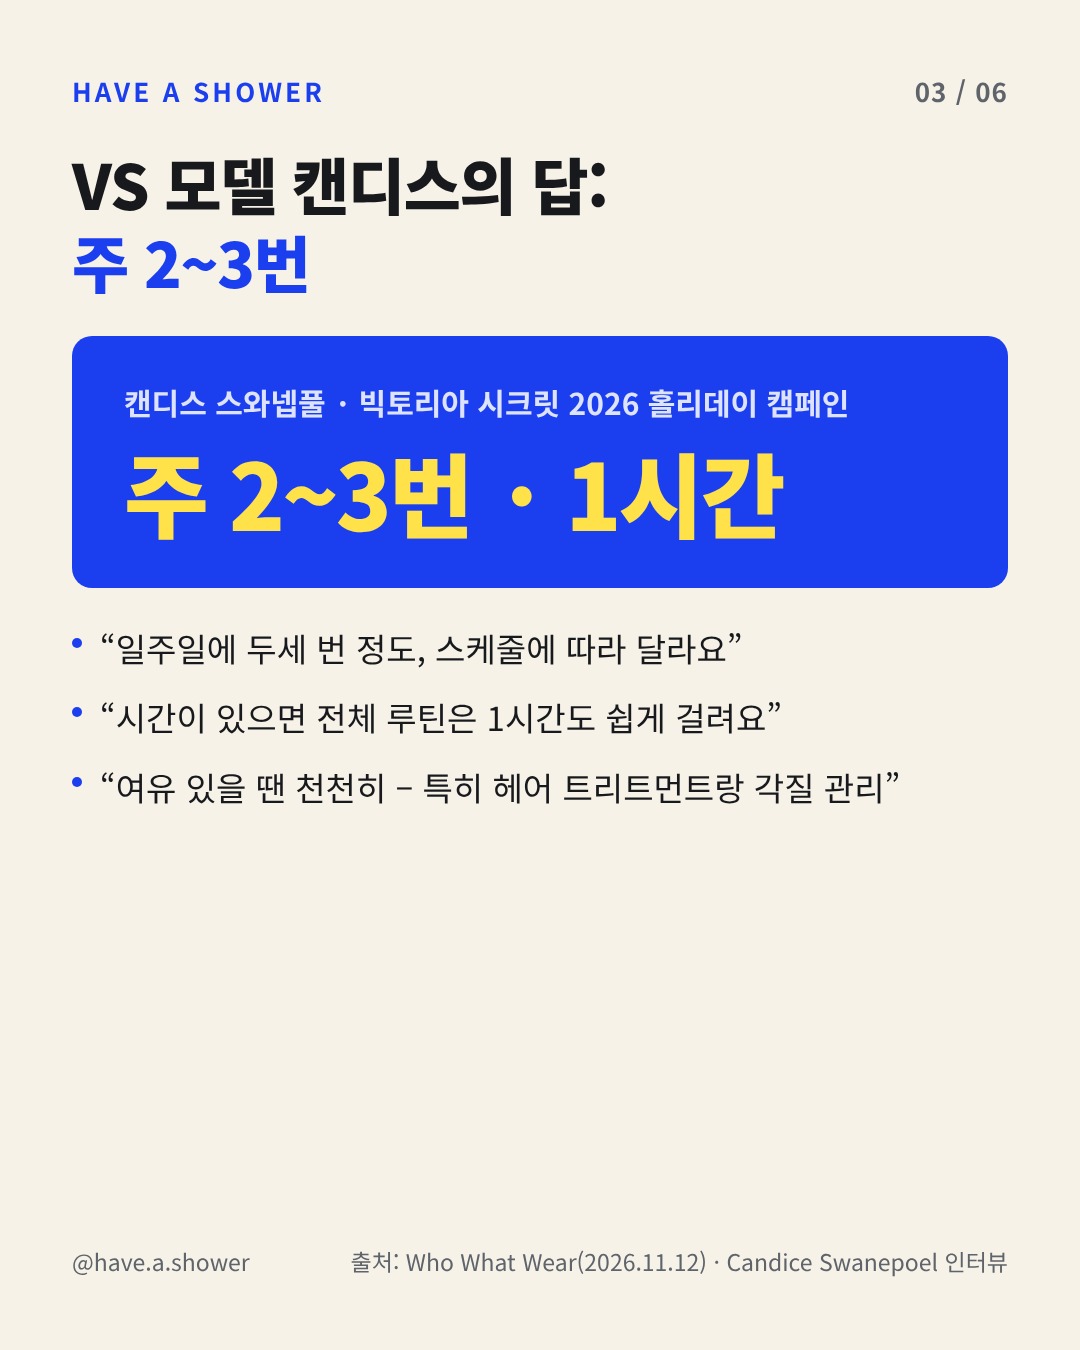 HAVE A SHOWER
03 / 06
VS 모델 캔디스의 답:
주 2~3번
캔디스 스와넵풀 · 빅토리아 시크릿 2026 홀리데이 캠페인
주 2~3번 · 1시간
• “일주일에 두세 번 정도, 스케줄에 따라 달라요”
• “시간이 있으면 전체 루틴은 1시간도 쉽게 걸려요”
• “여유 있을 땐 천천히 – 특히 헤어 트리트먼트랑 각질 관리”
@have.a.shower
출처: Who What Wear(2026.11.12) · Candice Swanepoel 인터뷰